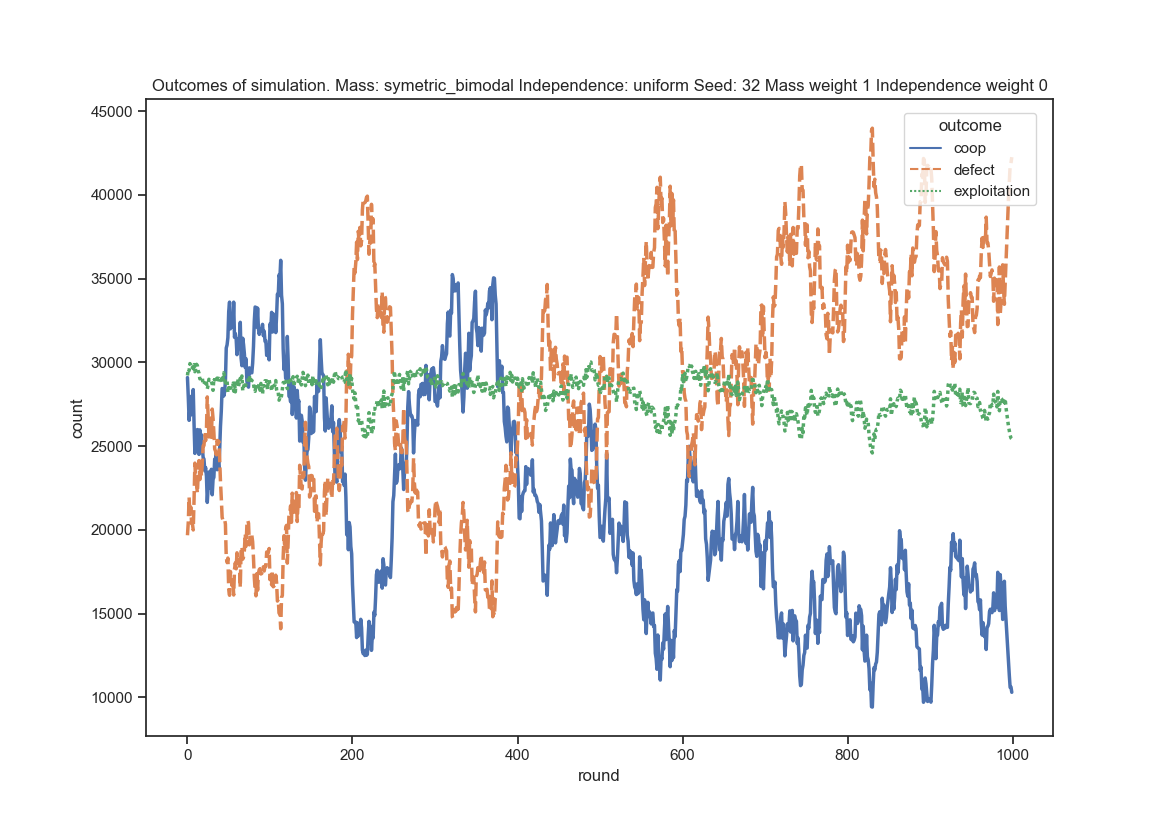 Outcomes of simulation. Mass: symetric_bimodal Independence: uniform Seed: 32 Mass weight 1 Independence weight 0
45000
40000
35000
30000
25000
20000
15000
10000
count
outcome
coop
defect
exploitation
0
200
400
600
800
1000
round